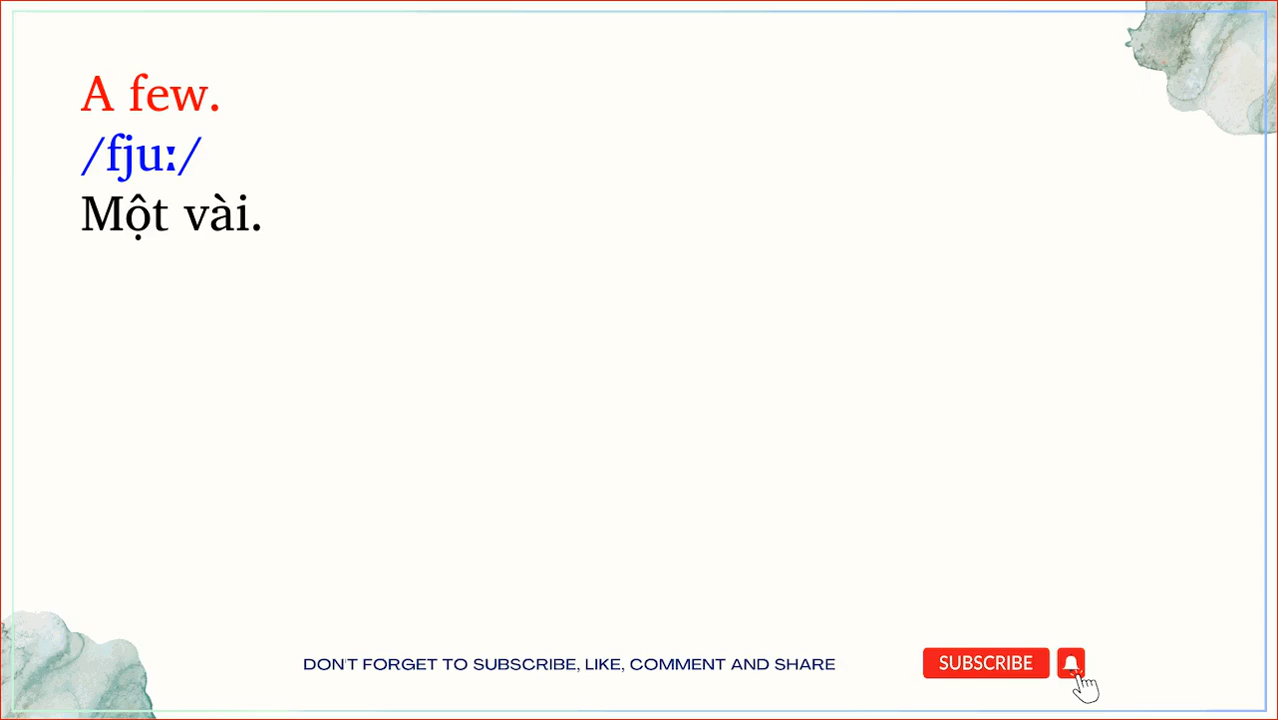 A few.
/fjuː/
Một vài.
DON'T FORGET TO SUBSCRIBE, LIKE, COMMENT AND SHARE
SUBSCRIBE